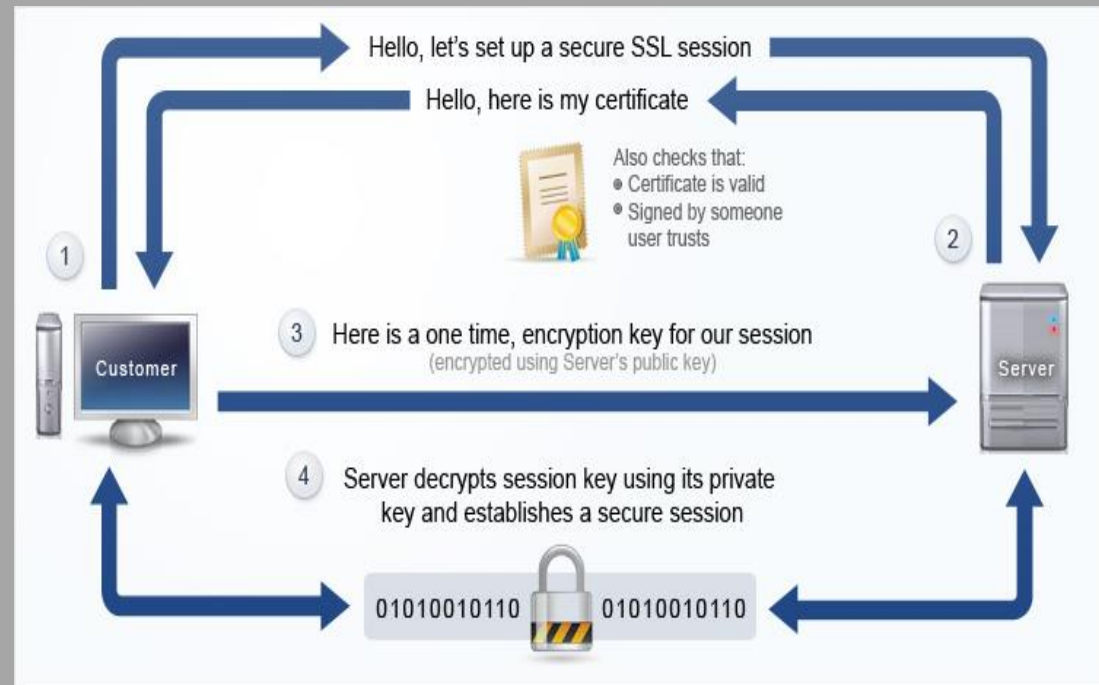 Hello, let's set up a secure SSL session
Hello, here is my certificate
Also checks that:
• Certificate is valid
• Signed by someone
user trusts
1
2
3 Here is a one time, encryption key for our session
(encrypted using Server's public key)
Customer
Server
4 Server decrypts session key using its private
key and establishes a secure session
01010010110 01010010110